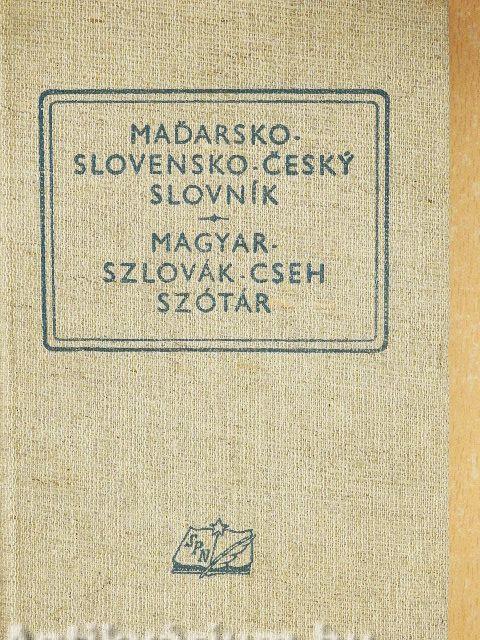 MAĎARSKO-
SLOVENSKO-ČESKÝ
SLOVNÍK
MAGYAR-
SZLOVÁK-CSEH
SZÓTÁR
SPN